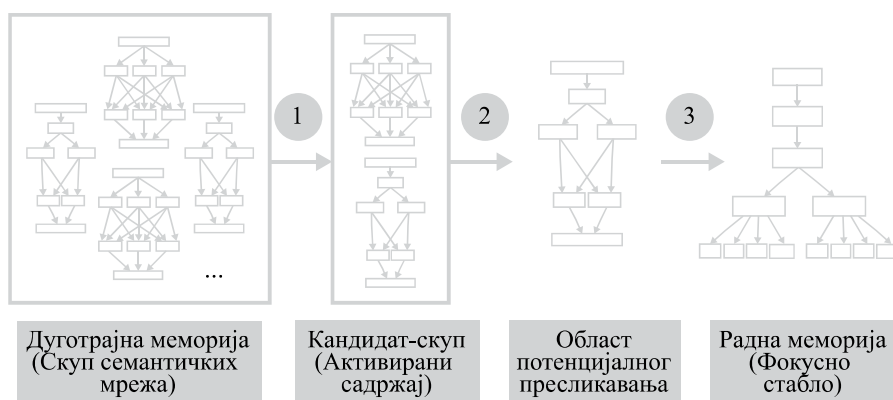 1
2
3
...
Дуготрајна меморија
(Скуп семантичких
мрежа)
Кандидат-скуп
(Активирани
садржај)
Област
потенцијалног
пресликавања
Радна меморија
(Фокусно
стабло)